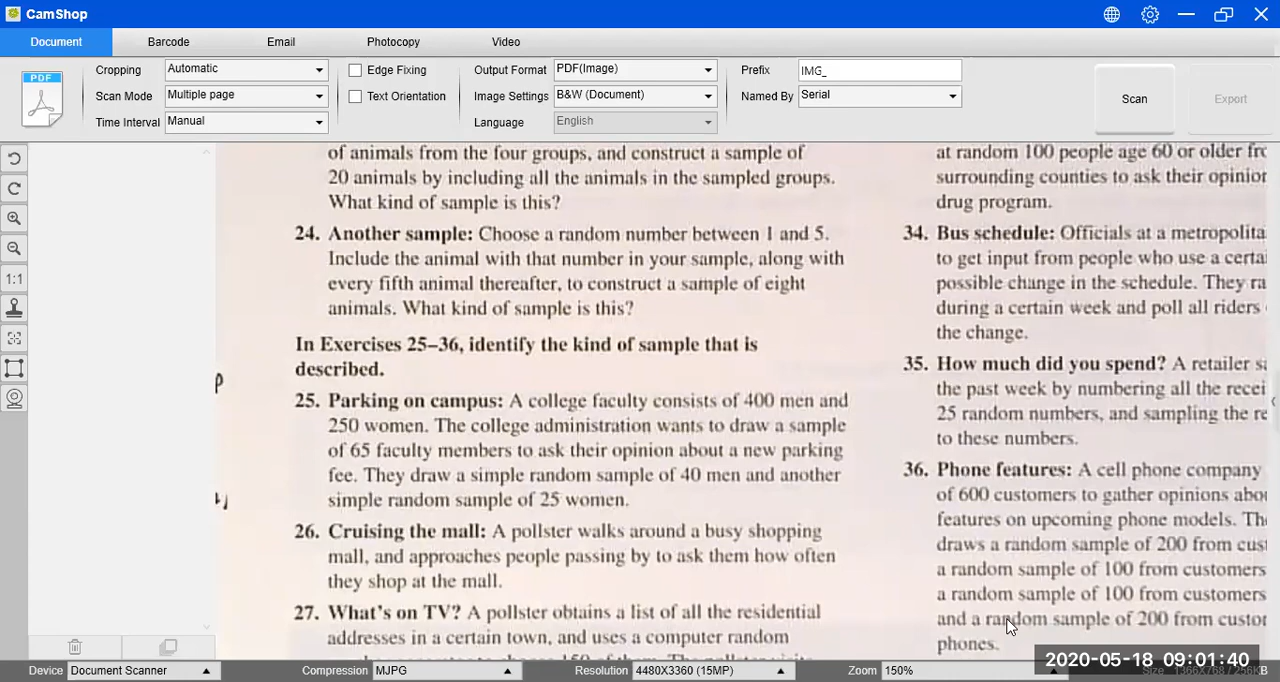 CamShop
Document
Barcode
Email
Photocopy
Video
PDF
Cropping
Automatic
Scan Mode
Multiple page
Time Interval
Manual
Edge Fixing
Text Orientation
Output Format
PDF(Image)
Image Settings
B&W (Document)
Language
English
Prefix
IMG_
Named By
Serial
Scan
Export
1:1
of animals from the four groups, and construct a sample of
20 animals by including all the animals in the sampled groups.
What kind of sample is this?
24. Another sample: Choose a random number between 1 and 5.
Include the animal with that number in your sample, along with
every fifth animal thereafter, to construct a sample of eight
animals. What kind of sample is this?
In Exercises 25–36, identify the kind of sample that is
described.
25. Parking on campus: A college faculty consists of 400 men and
250 women. The college administration wants to draw a sample
of 65 faculty members to ask their opinion about a new parking
fee. They draw a simple random sample of 40 men and another
simple random sample of 25 women.
26. Cruising the mall: A pollster walks around a busy shopping
mall, and approaches people passing by to ask them how often
they shop at the mall.
27. What's on TV? A pollster obtains a list of all the residential
addresses in a certain town, and uses a computer random
at random 100 people age 60 or older
surrounding counties to ask their opinion
drug program.
34. Bus schedule: Officials at a
to get input from people who use a
possible change in the schedule. They
during a certain week and poll all riders
the change.
35. How much did you spend? A retailer
the past week by numbering all the
25 random numbers, and sampling the
to these numbers.
36. Phone features: A cell phone company
of 600 customers to gather opinions
features on upcoming phone models.
draws a random sample of 200 from
a random sample of 100 from customers
a random sample of 100 from customers
and a random sample of 200 from
phones.
2020-05-18 09:01:40
Device
Document Scanner
Compression
MJPG
Resolution
4480X3360 (15MP)
Zoom
150%